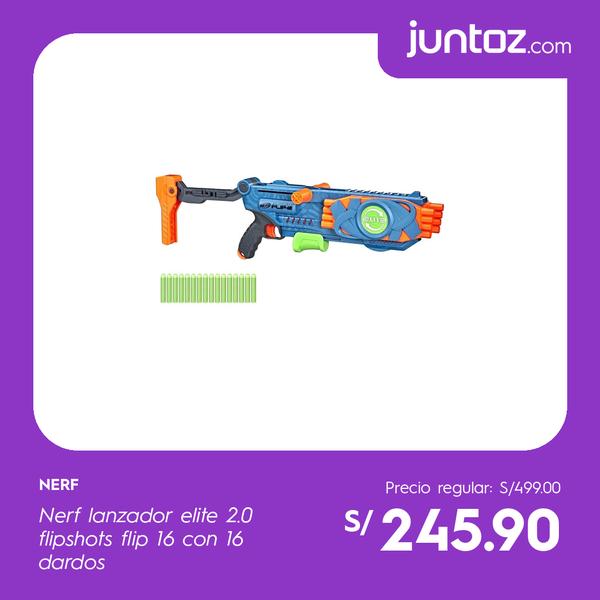 juntoz.com
NERF
Nerf lanzador elite 2.0
flipshots flip 16 con 16
dardos
Precio regular: S/499.00
S/ 245.90